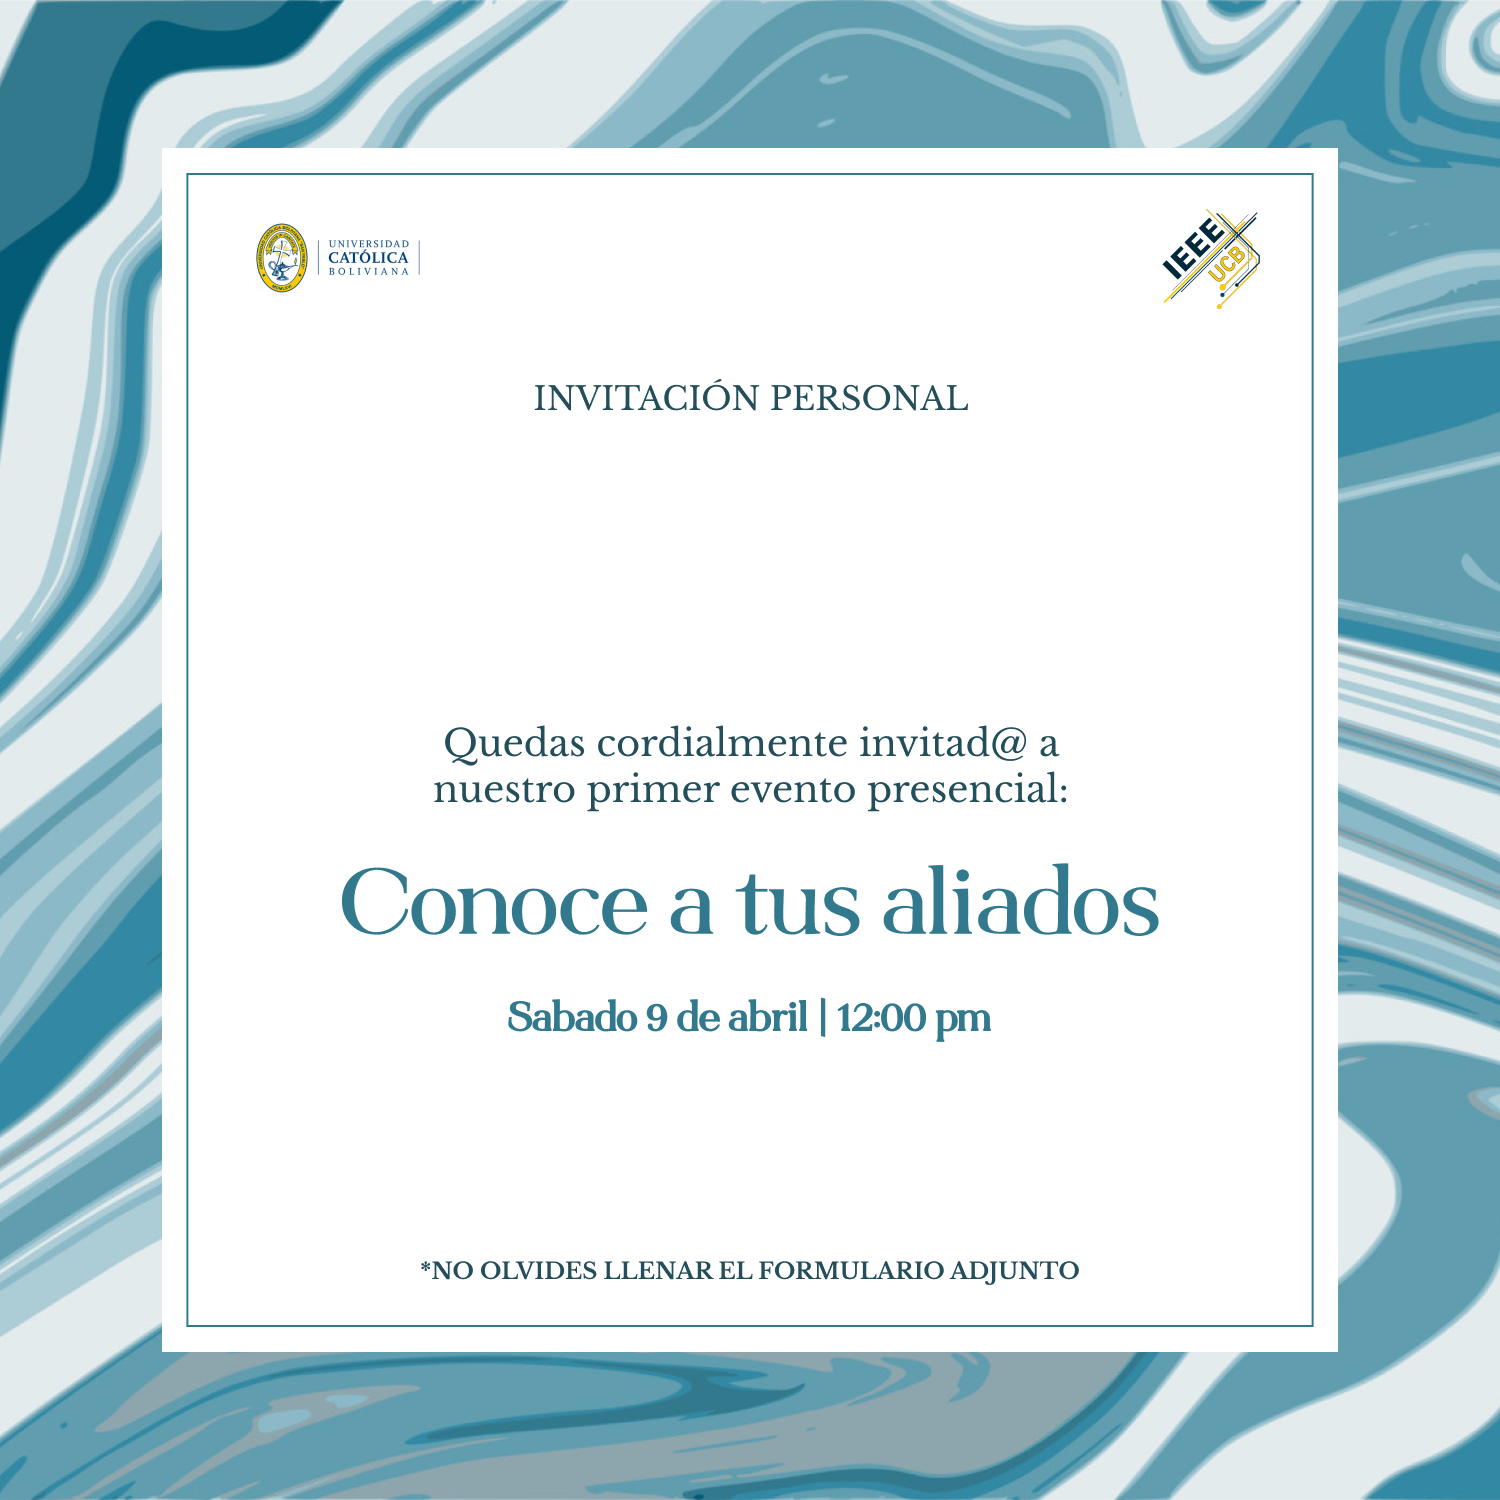 UNIVERSIDAD
CATÓLICA
BOLIVIANA
IEEE
UCB
INVITACIÓN PERSONAL
Quedas cordialmente invitad@ a
nuestro primer evento presencial:
Conoce a tus aliados
Sabado 9 de abril | 12:00 pm
*NO OLVIDES LLENAR EL FORMULARIO ADJUNTO